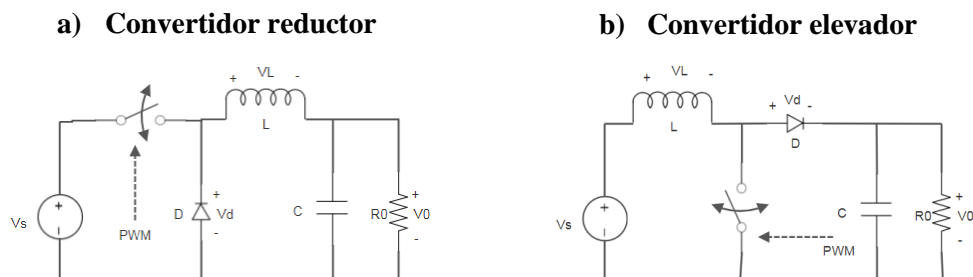 a) Convertidor reductor
+ VL -
L
Vs
+
-
PWM
D
+
Vd
-
C
R0
+
V0
-
b) Convertidor elevador
+ VL -
L
+ Vd -
D
Vs
+
-
PWM
C
R0
+
V0
-